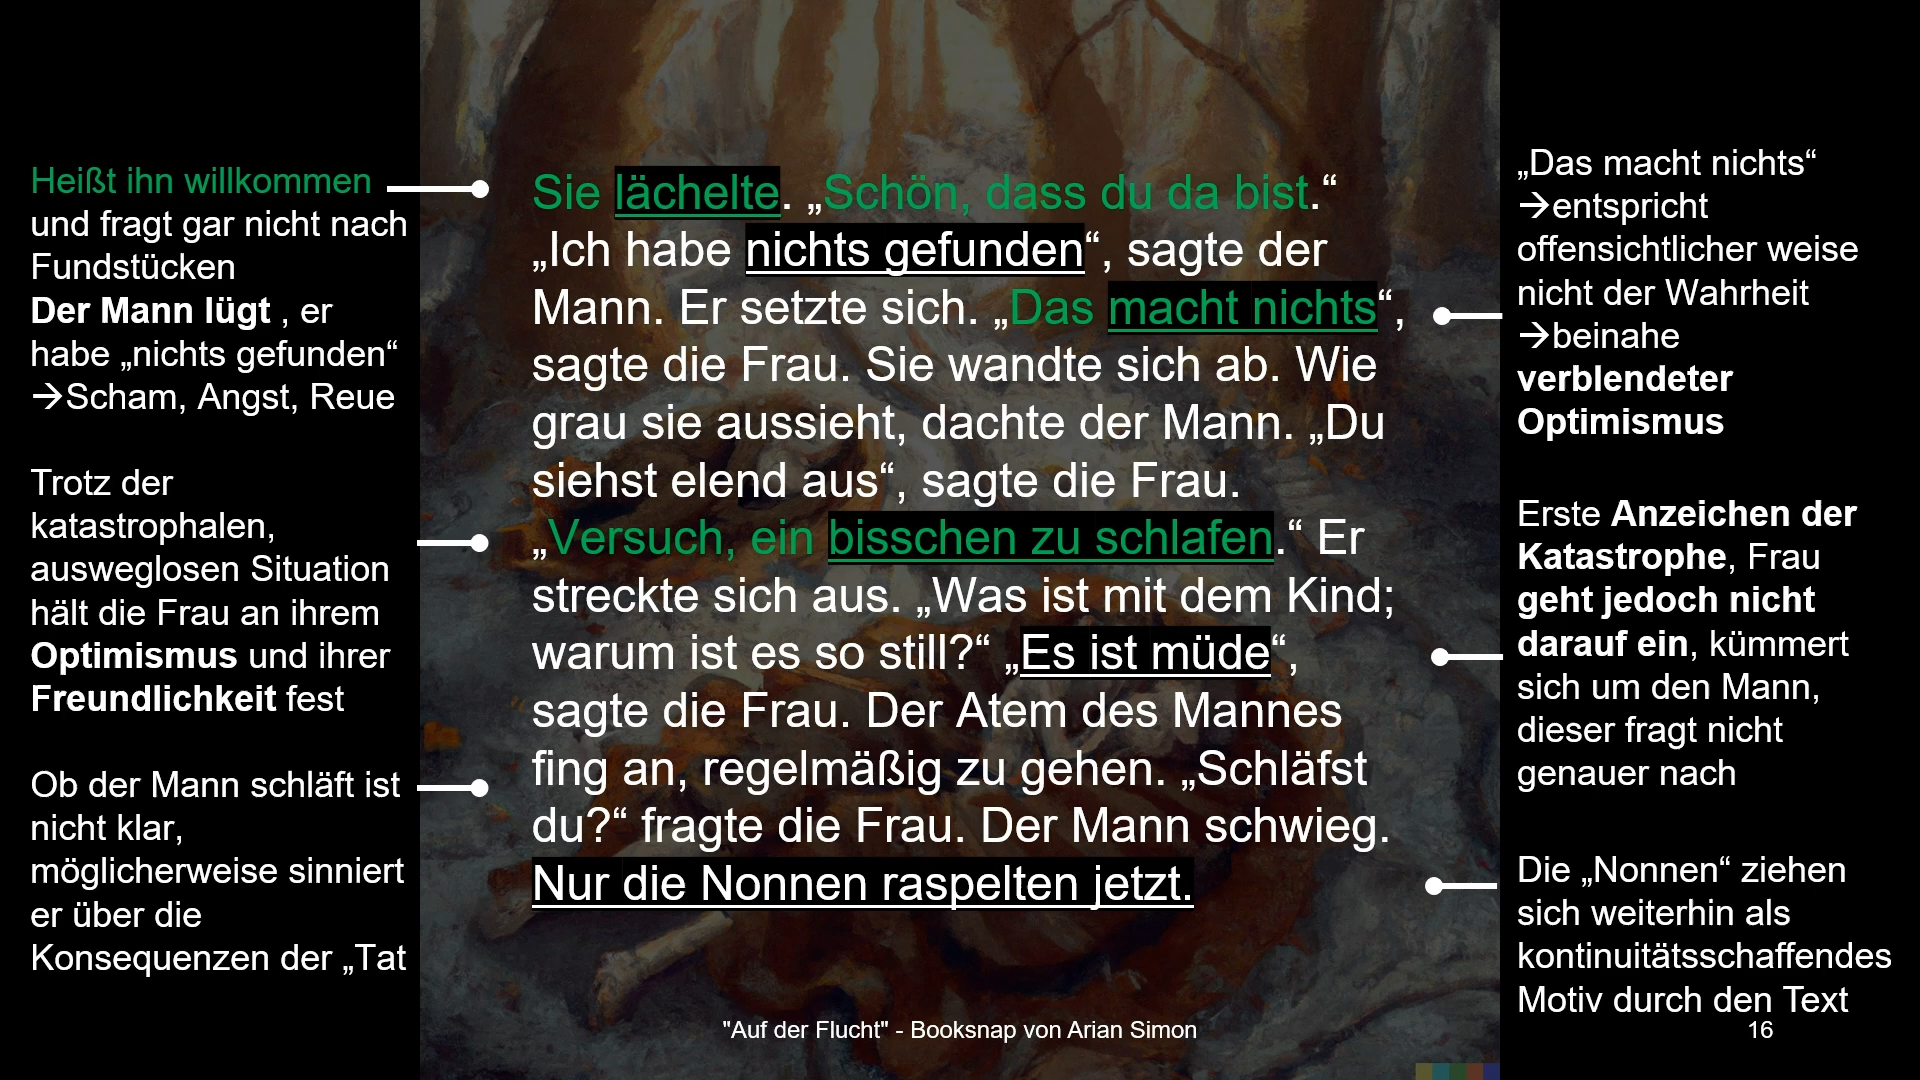 Heißt ihn willkommen
und fragt gar nicht nach
Fundstücken
Der Mann lügt , er
habe „nichts gefunden“
→Scham, Angst, Reue
Trotz der
katastrophalen,
ausweglosen Situation
hält die Frau an ihrem
Optimismus und ihrer
Freundlichkeit fest
Ob der Mann schläft ist
nicht klar,
möglicherweise sinniert
er über die
Konsequenzen der „Tat
Sie lächelte. „Schön, dass du da bist.“
„Ich habe nichts gefunden“, sagte der
Mann. Er setzte sich. „Das macht nichts“,
sagte die Frau. Sie wandte sich ab. Wie
grau sie aussieht, dachte der Mann. „Du
siehst elend aus“, sagte die Frau.
„Versuch, ein bisschen zu schlafen.“ Er
streckte sich aus. „Was ist mit dem Kind;
warum ist es so still?“ „Es ist müde“,
sagte die Frau. Der Atem des Mannes
fing an, regelmäßig zu gehen. „Schläfst
du?“ fragte die Frau. Der Mann schwieg.
Nur die Nonnen raspelten jetzt.
„Das macht nichts“
→entspricht
offensichtlicher weise
nicht der Wahrheit
→beinahe
verblendeter
Optimismus
Erste Anzeichen der
Katastrophe, Frau
geht jedoch nicht
darauf ein, kümmert
sich um den Mann,
dieser fragt nicht
genauer nach
Die „Nonnen“ ziehen
sich weiterhin als
kontinuitätsschaffendes
Motiv durch den Text
"Auf der Flucht" - Booksnap von Arian Simon
16